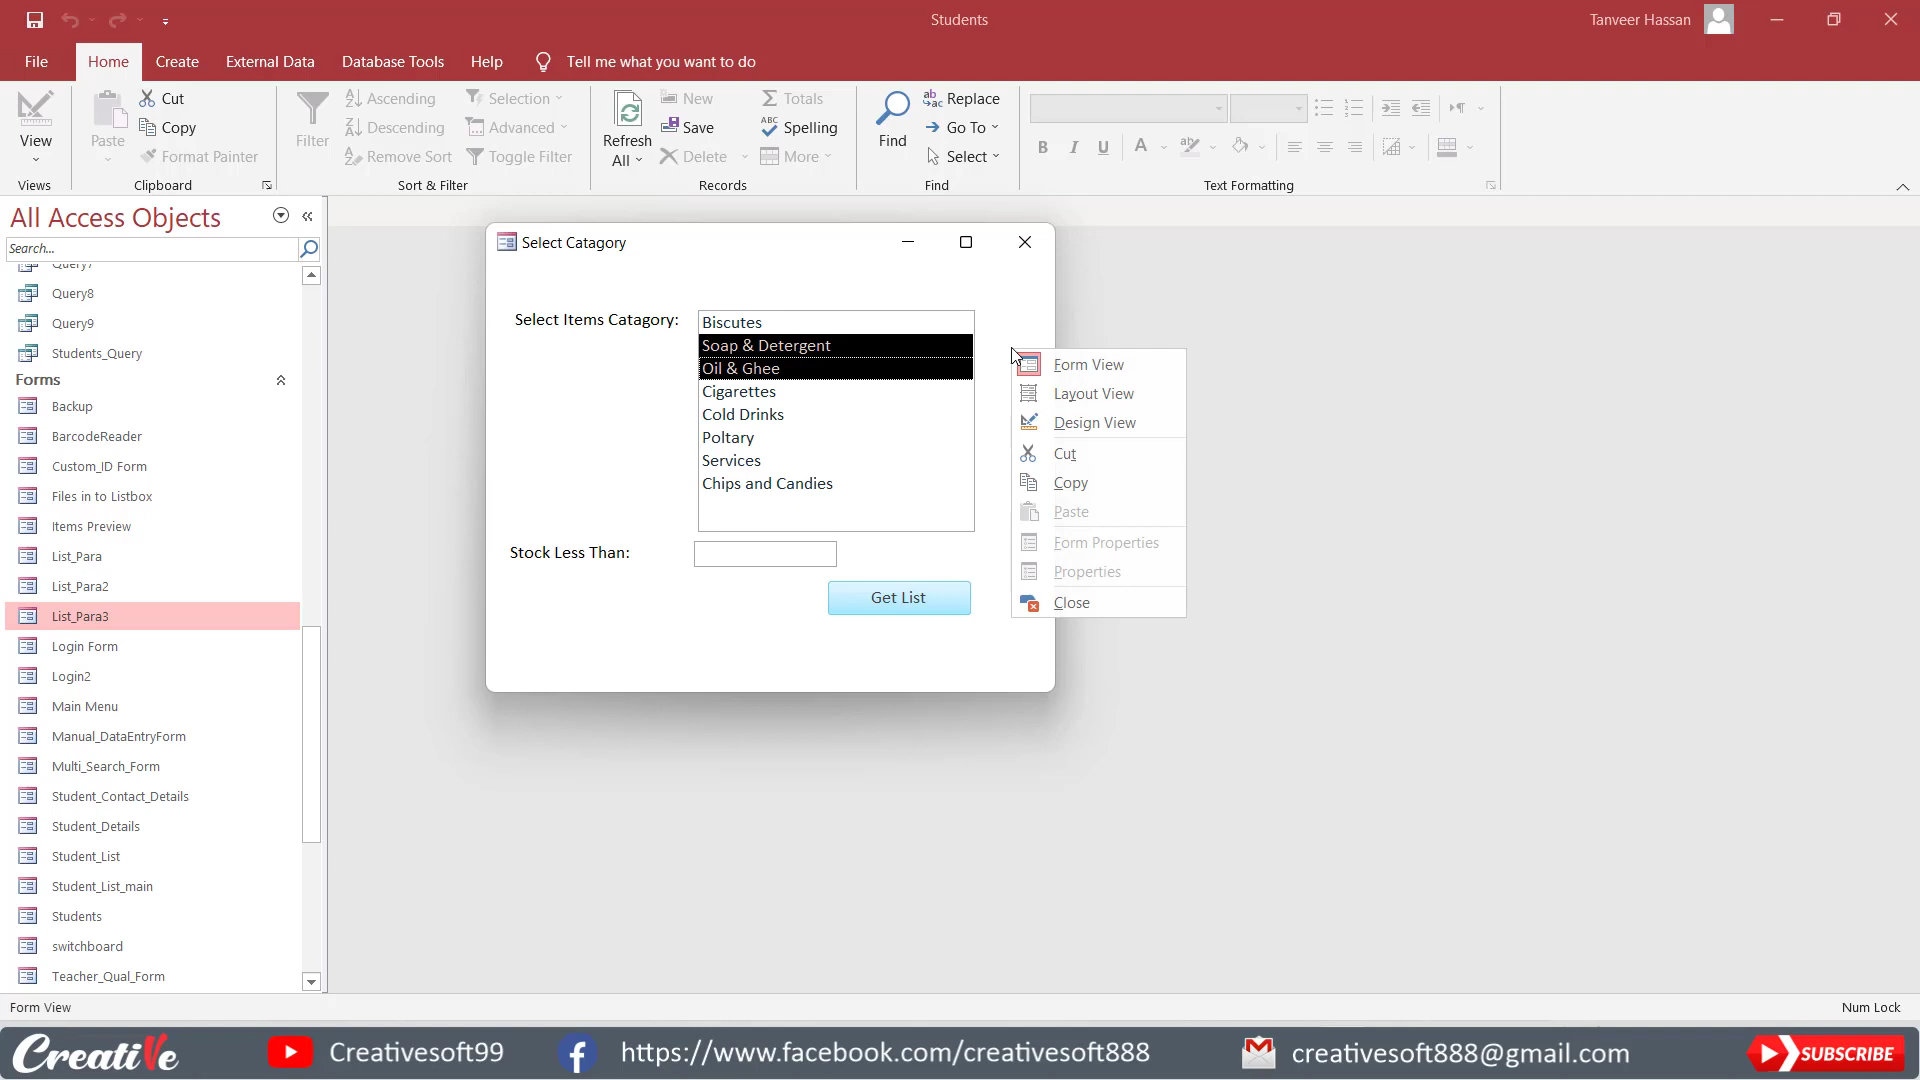 Students
Tanveer Hassan
File
Home
Create
External Data
Database Tools
Help
Tell me what you want to do
View
Views
Paste
Cut
Copy
Format Painter
Clipboard
Filter
Ascending
Descending
Remove Sort
Selection
Advanced
Toggle Filter
Sort & Filter
Refresh
All
New
Save
Delete
Totals
Spelling
More
Records
Find
Replace
Go To
Select
Find
B I U A
Text Formatting
All Access Objects
Search...
Query7
Query8
Query9
Students_Query
Forms
Backup
BarcodeReader
Custom_ID Form
Files in to Listbox
Items Preview
List_Para
List_Para2
List_Para3
Login Form
Login2
Main Menu
Manual_DataEntryForm
Multi_Search_Form
Student_Contact_Details
Student_Details
Student_List
Student_List_main
Students
switchboard
Teacher_Qual_Form
Select Catagory
Select Items Catagory:
Biscutes
Soap & Detergent
Oil & Ghee
Cigarettes
Cold Drinks
Poltary
Services
Chips and Candies
Stock Less Than:
Get List
Form View
Layout View
Design View
Cut
Copy
Paste
Form Properties
Properties
Close
Form View
Num Lock
CreatiVe
Creativesoft99
https://www.facebook.com/creativesoft888
creativesoft888@gmail.com
SUBSCRIBE